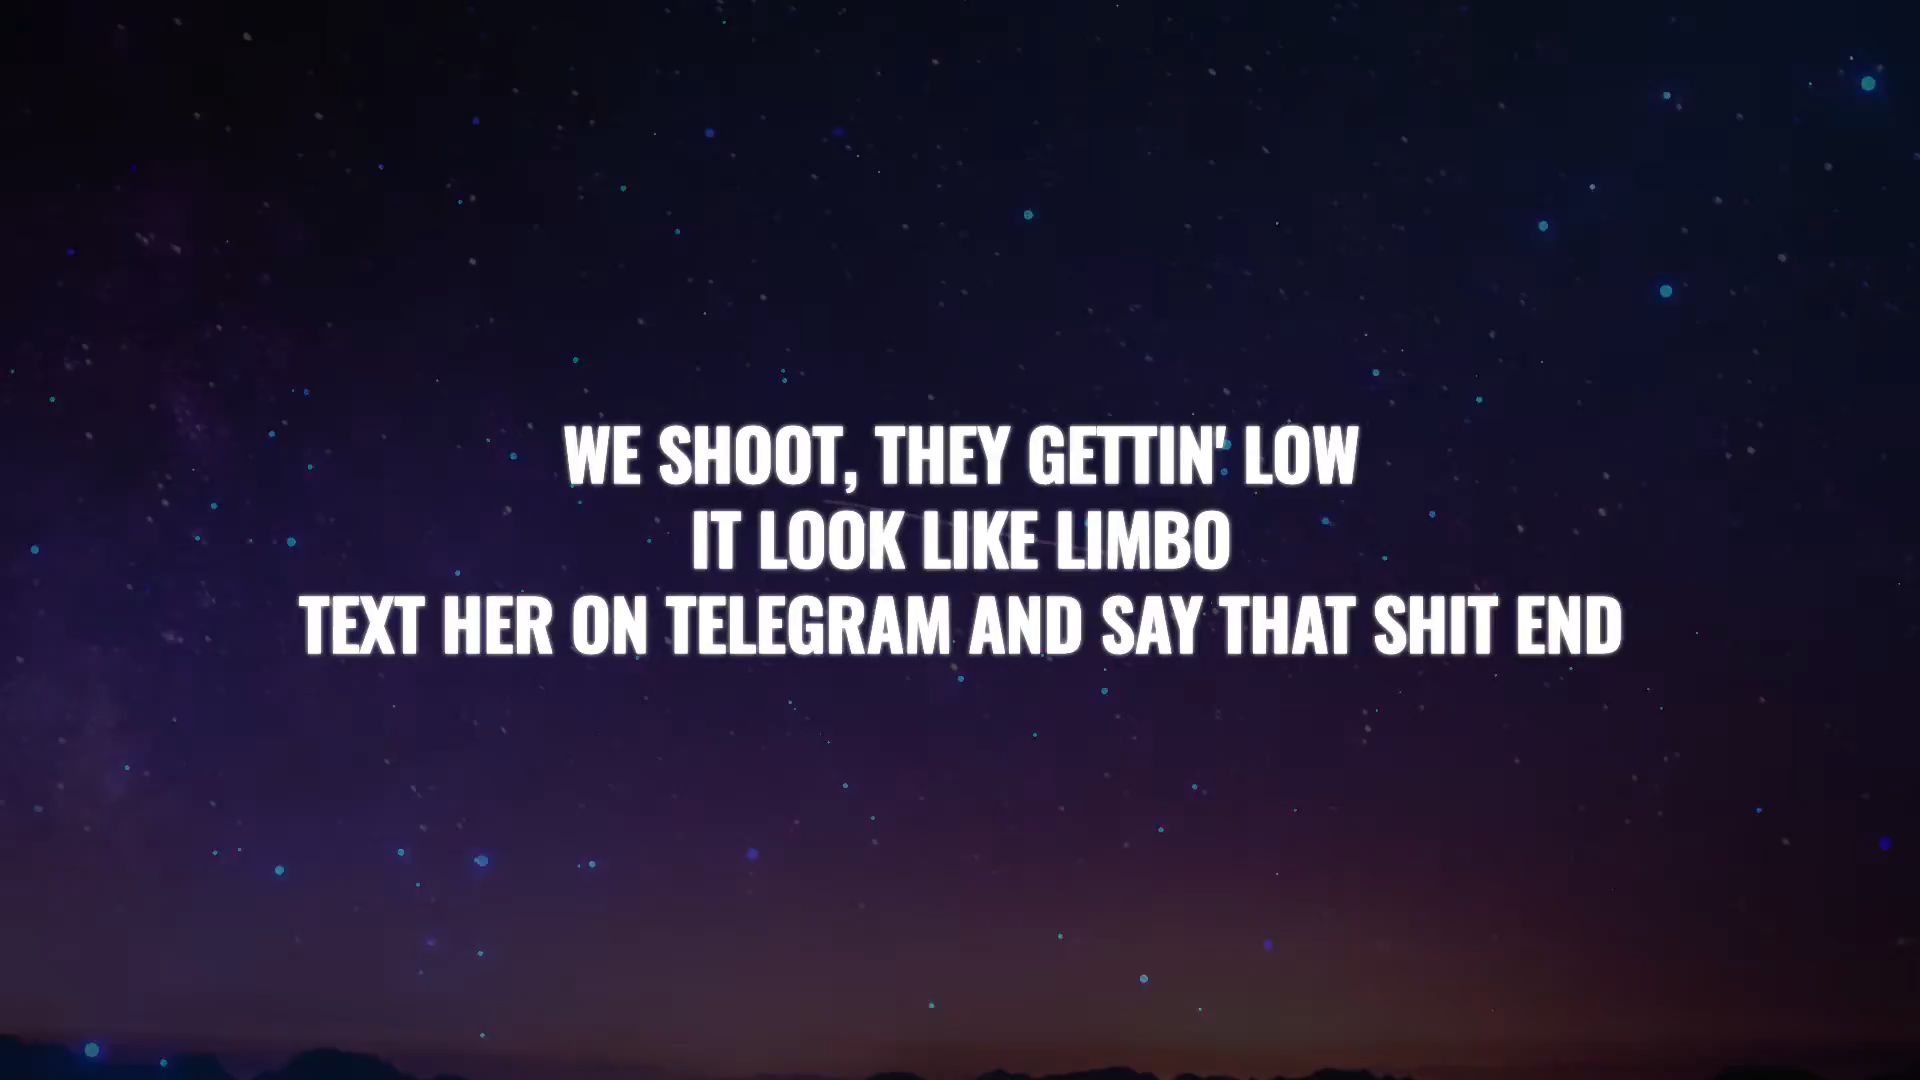 WE SHOOT, THEY GETTIN' LOW
IT LOOK LIKE LIMBO
TEXT HER ON TELEGRAM AND SAY THAT SHIT END